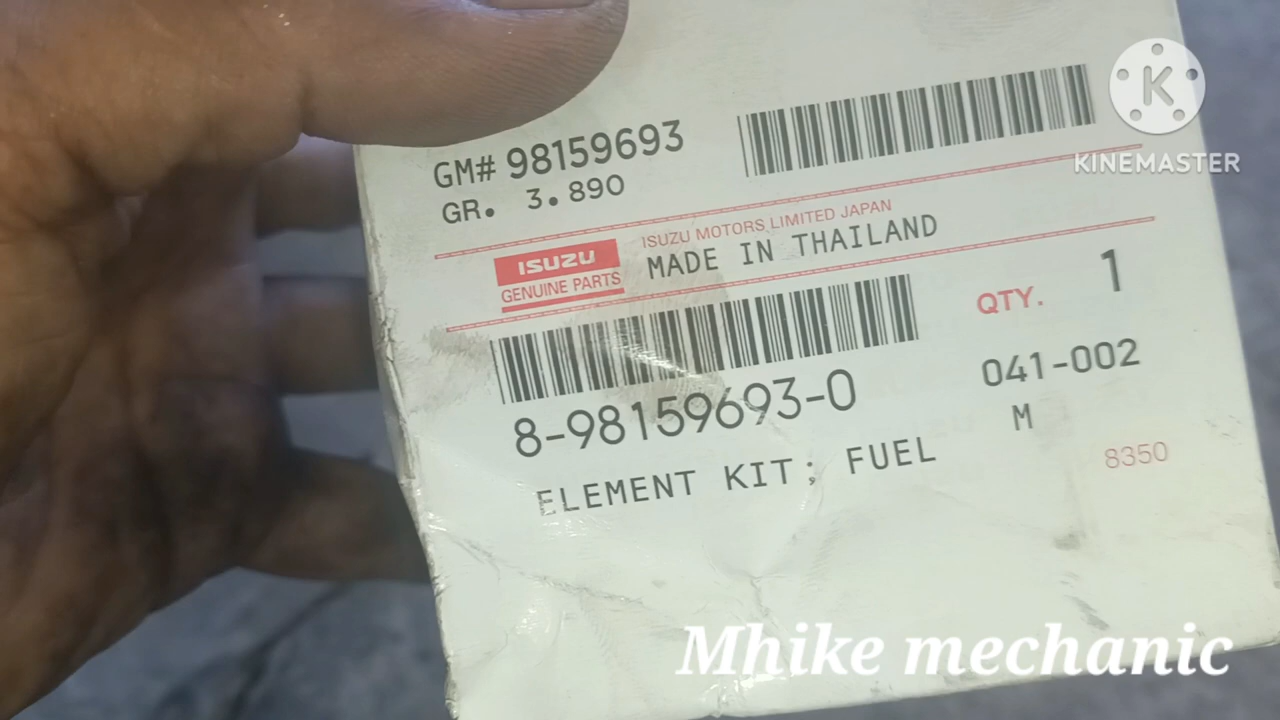 GM# 98159693
GR. 3.890
K
KINEMASTER
ISUZU
GENUINE PARTS
ISUZU MOTORS LIMITED JAPAN
MADE IN THAILAND
QTY. 1
8-98159693-0
041-002
M
ELEMENT KIT; FUEL
8350
Mhike mechanic